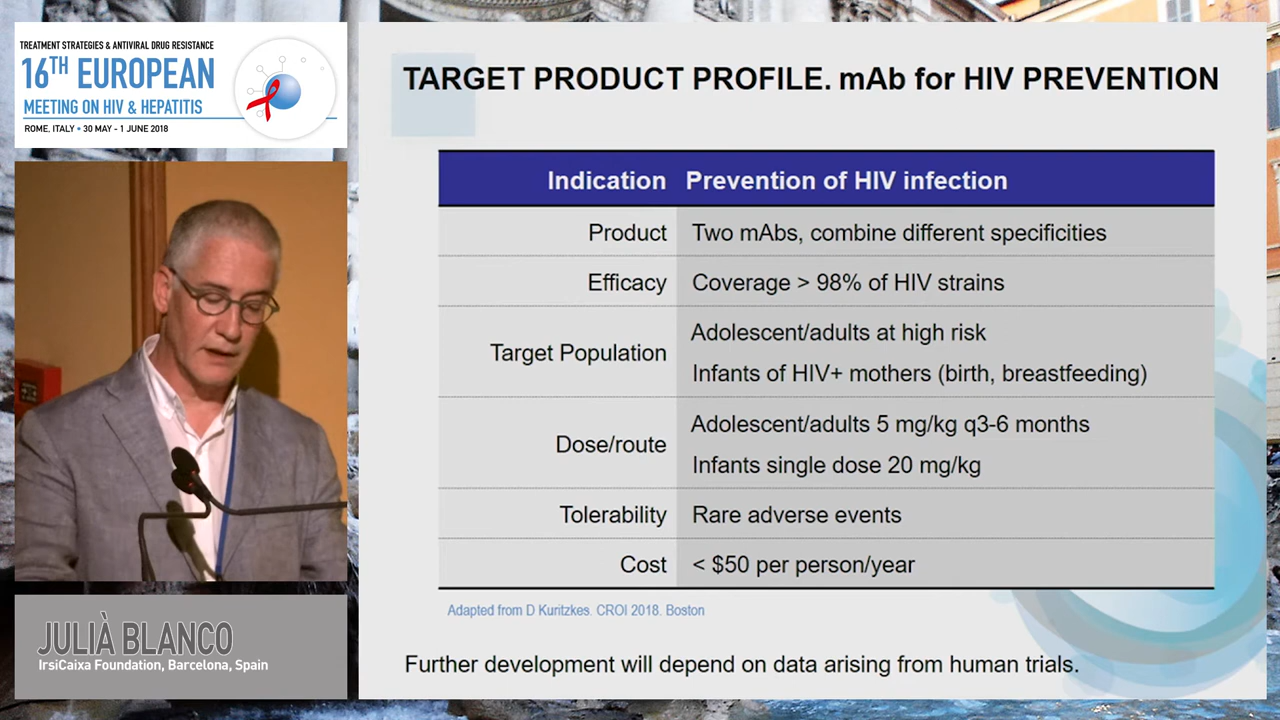 TREATMENT STRATEGIES & ANTIVIRAL DRUG RESISTANCE
16TH EUROPEAN
MEETING ON HIV & HEPATITIS
ROME, ITALY • 30 MAY - 1 JUNE 2018
JULIÀ BLANCO
IrsiCaixa Foundation, Barcelona, Spain
TARGET PRODUCT PROFILE. mAb for HIV PREVENTION
Indication Prevention of HIV infection
Product Two mAbs, combine different specificities
Efficacy Coverage > 98% of HIV strains
Target Population Adolescent/adults at high risk
Infants of HIV+ mothers (birth, breastfeeding)
Dose/route Adolescent/adults 5 mg/kg q3-6 months
Infants single dose 20 mg/kg
Tolerability Rare adverse events
Cost < $50 per person/year
Adapted from D Kuritzkes. CROI 2018. Boston
Further development will depend on data arising from human trials.